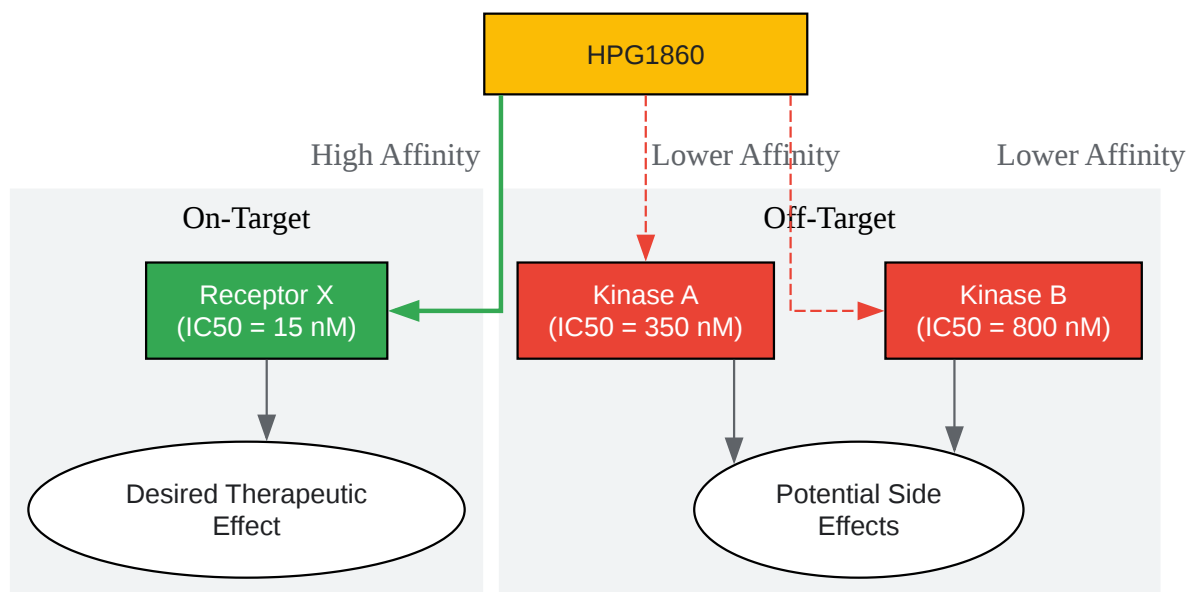 HPG1860
High Affinity
Lower Affinity
Lower Affinity
On-Target
Off-Target
Receptor X
(IC50 = 15 nM)
Kinase A
(IC50 = 350 nM)
Kinase B
(IC50 = 800 nM)
Desired Therapeutic
Effect
Potential Side
Effects